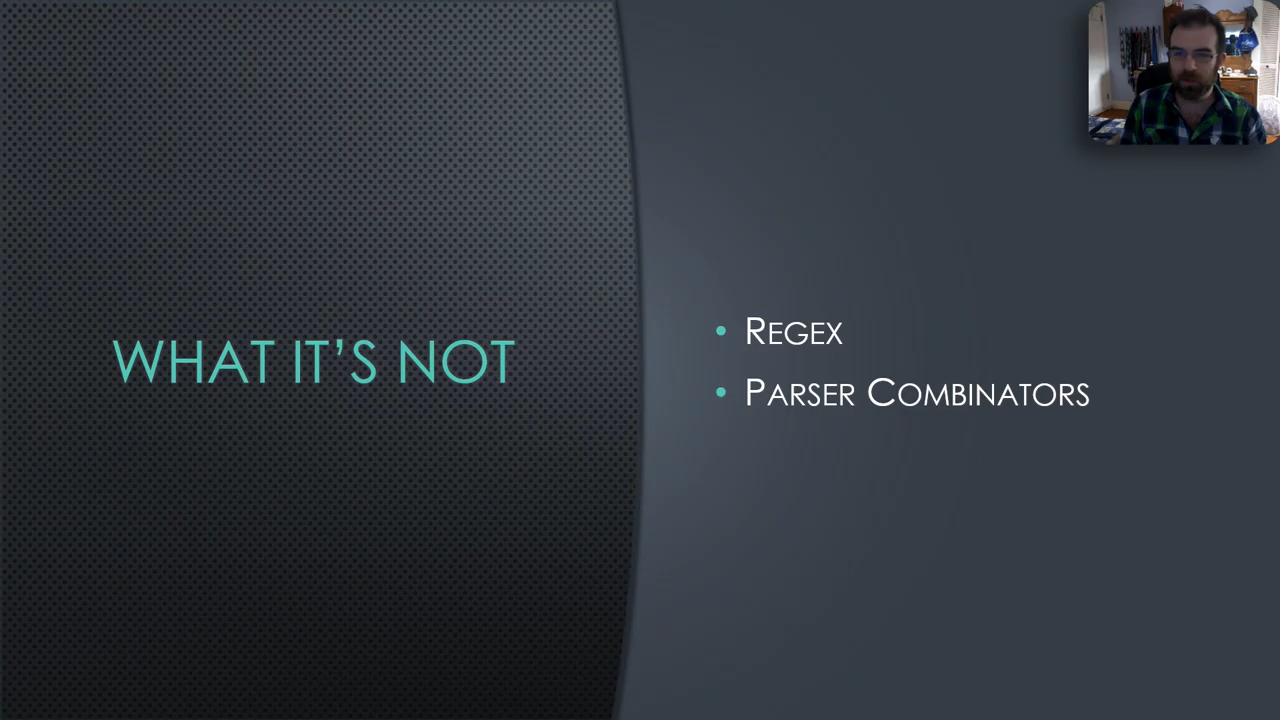 WHAT IT’S NOT
• REGEX
• PARSER COMBINATORS